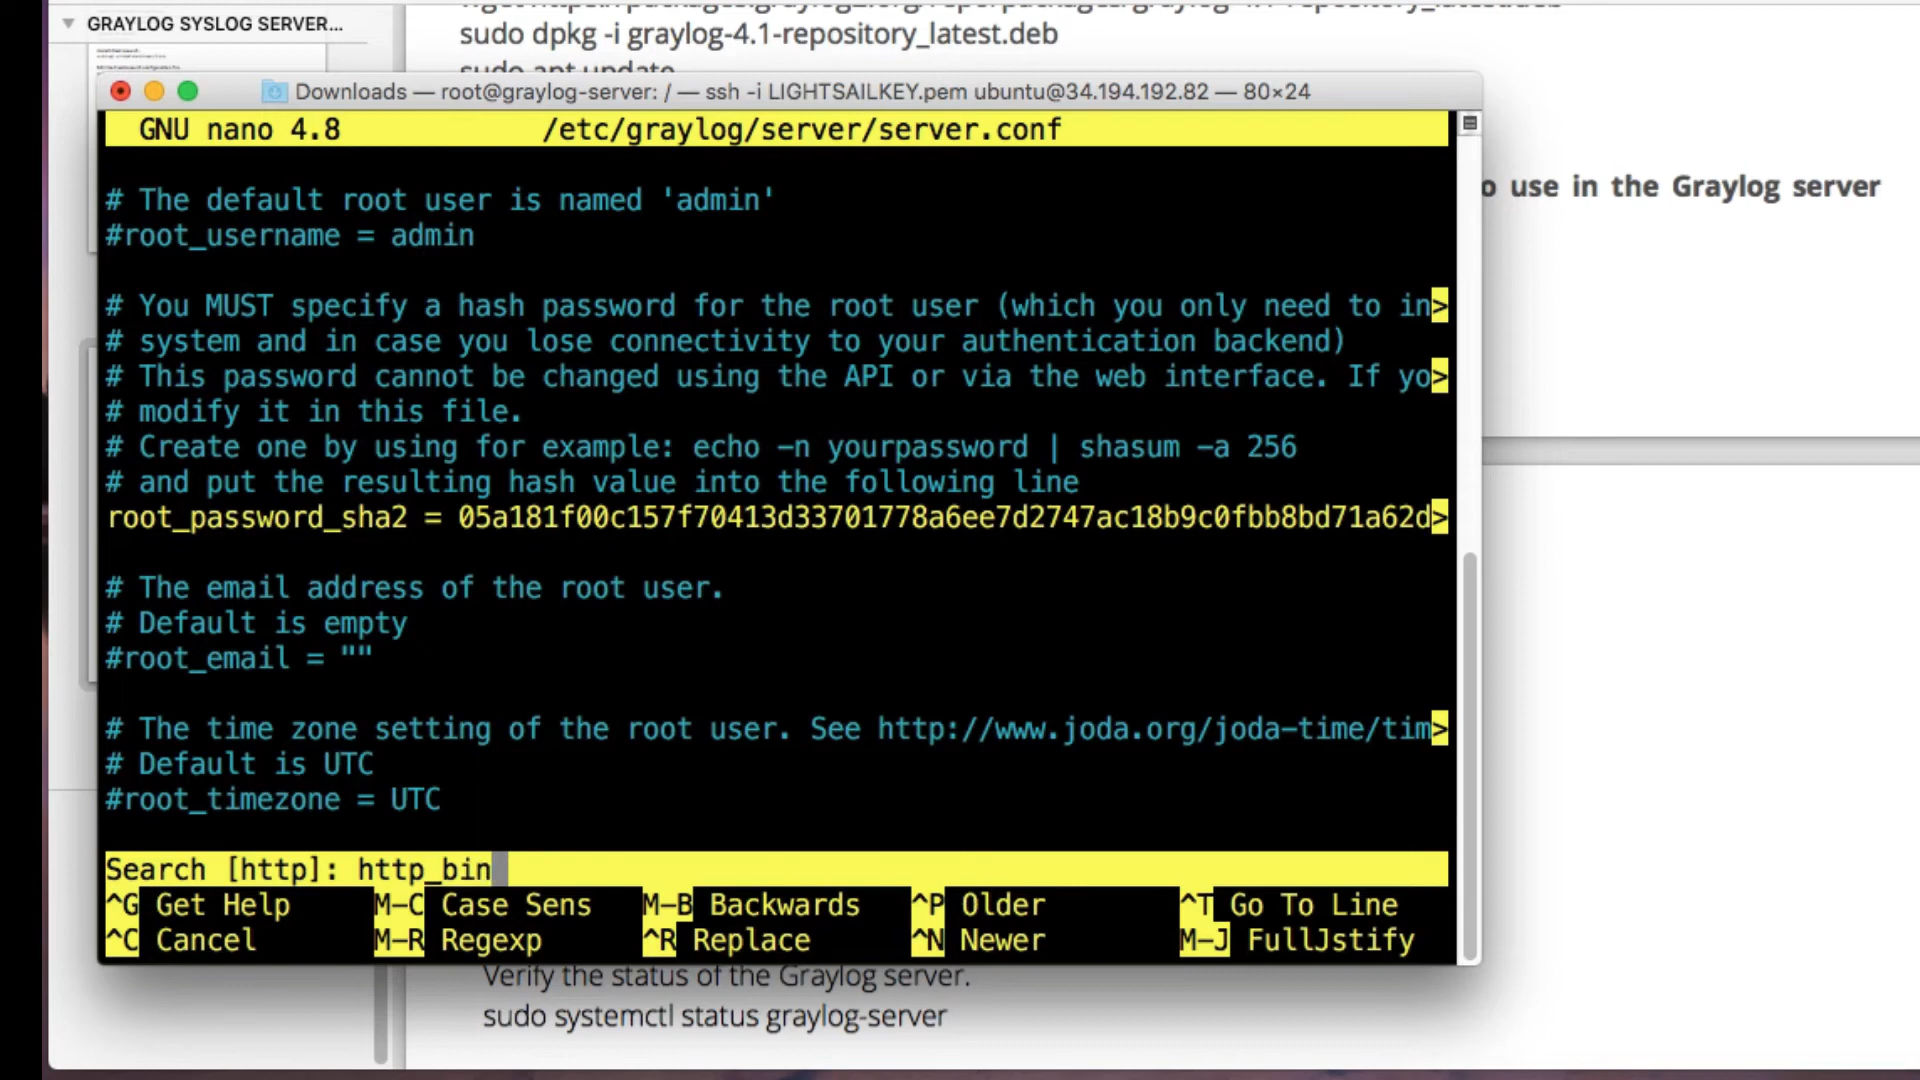 GRAYLOG SYSLOG SERVER...
sudo dpkg -i graylog-4.1-repository_latest.deb
sudo apt update
Downloads — root@graylog-server: / — ssh -i LIGHTSAILKEY.pem ubuntu@34.194.192.82 — 80×24
GNU nano 4.8 /etc/graylog/server/server.conf
# The default root user is named 'admin'
#root_username = admin
o use in the Graylog server
# You MUST specify a hash password for the root user (which you only need to in>
# system and in case you lose connectivity to your authentication backend)
# This password cannot be changed using the API or via the web interface. If yo>
# modify it in this file.
# Create one by using for example: echo -n yourpassword | shasum -a 256
# and put the resulting hash value into the following line
root_password_sha2 = 05a181f00c157f70413d33701778a6ee7d2747ac18b9c0fbb8bd71a62d>
# The email address of the root user.
# Default is empty
#root_email = ""
# The time zone setting of the root user. See http://www.joda.org/joda-time/tim>
# Default is UTC
#root_timezone = UTC
Search [http]: http_bin
^G Get Help M-C Case Sens M-B Backwards ^P Older ^T Go To Line
^C Cancel M-R Regexp ^R Replace ^N Newer M-J FullJstify
Verify the status of the Graylog server.
sudo systemctl status graylog-server